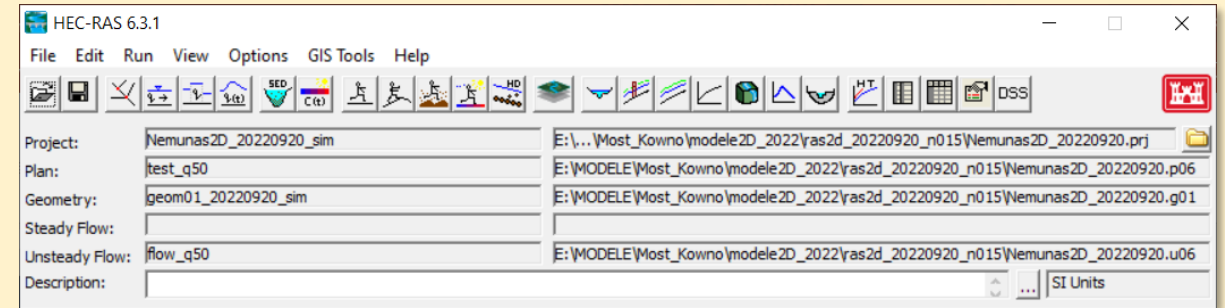 HEC-RAS 6.3.1
File Edit Run View Options GIS Tools Help
SED C(t) HD HT DSS
Project: Nemunas2D_20220920_sim E:\...\Most_Kowno\modele2D_2022\ras2d_20220920_n015\Nemunas2D_20220920.prj
Plan: test_q50 E:\MODELE\Most_Kowno\modele2D_2022\ras2d_20220920_n015\Nemunas2D_20220920.p06
Geometry: geom01_20220920_sim E:\MODELE\Most_Kowno\modele2D_2022\ras2d_20220920_n015\Nemunas2D_20220920.g01
Steady Flow:
Unsteady Flow: flow_q50 E:\MODELE\Most_Kowno\modele2D_2022\ras2d_20220920_n015\Nemunas2D_20220920.u06
Description: ... SI Units